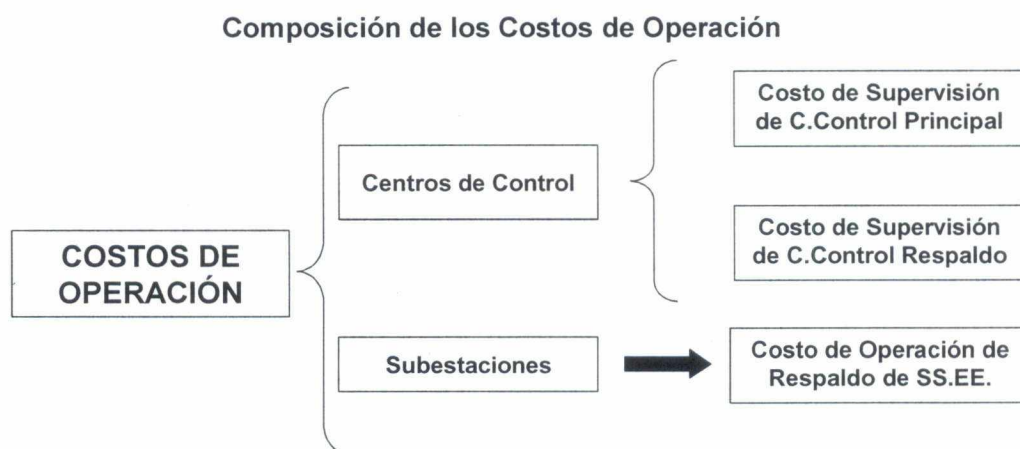 Composición de los Costos de Operación
Costo de Supervisión
de C.Control Principal
Centros de Control
Costo de Supervisión
de C.Control Respaldo
COSTOS DE
OPERACIÓN
Subestaciones
Costo de Operación de
Respaldo de SS.EE.